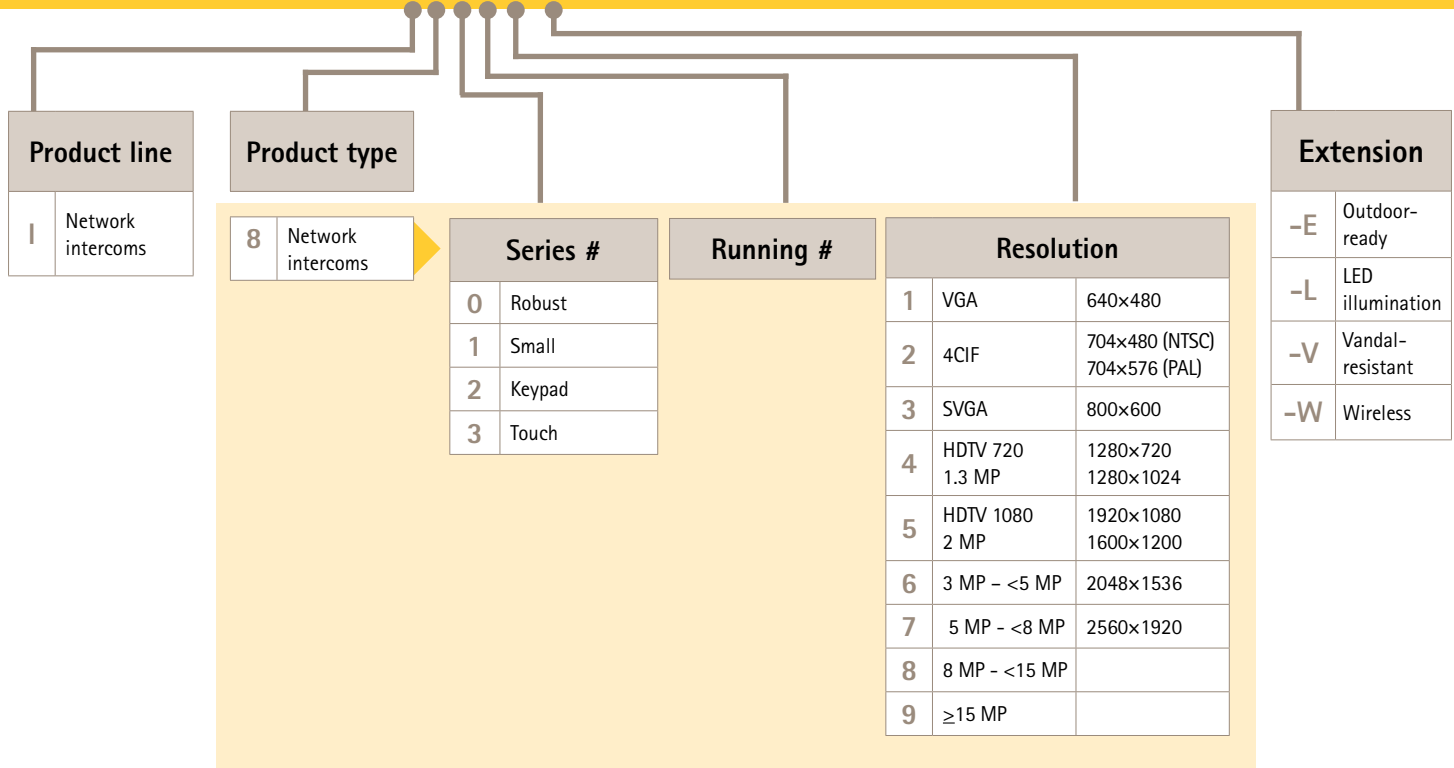 Product line
I
Network
intercoms
Product type
8
Network
intercoms
Series #
0 Robust
1 Small
2 Keypad
3 Touch
Running #
Resolution
1 VGA 640×480
2 4CIF 704×480 (NTSC)
704×576 (PAL)
3 SVGA 800×600
4 HDTV 720 1280×720
1.3 MP 1280×1024
5 HDTV 1080 1920×1080
2 MP 1600×1200
6 3 MP – <5 MP 2048×1536
7 5 MP - <8 MP 2560×1920
8 8 MP - <15 MP
9 ≥15 MP
Extension
-E Outdoor-
ready
-L LED
illumination
-V Vandal-
resistant
-W Wireless